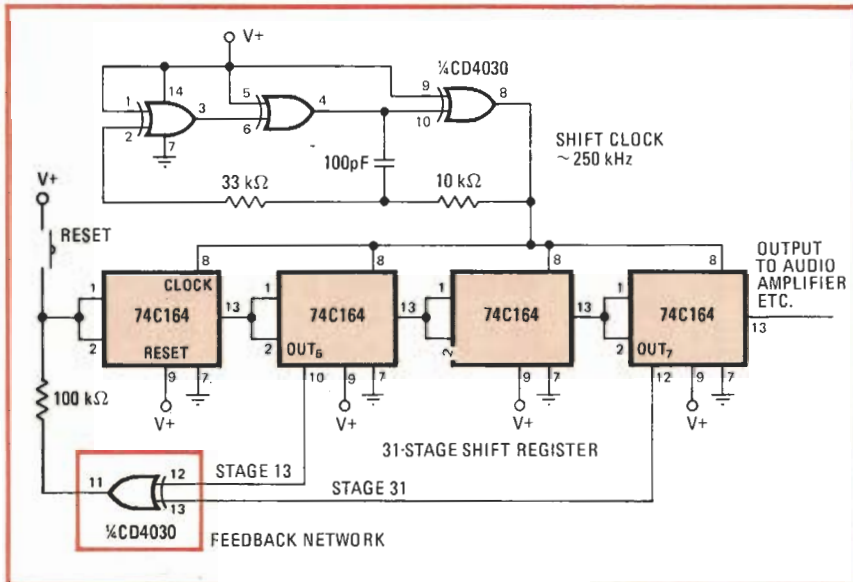 V+
¼CD4030
14
1
2
3
7
5
6
4
9
10
8
100pF
SHIFT CLOCK
~ 250 kHz
33 kΩ
10 kΩ
V+
RESET
8
8
8
8
OUTPUT
TO AUDIO
AMPLIFIER
ETC.
CLOCK
1
74C164
2
RESET
13
1
74C164
2
OUT₅
13
1
74C164
2
13
1
74C164
2
OUT₇
13
9
7
10
9
7
9
7
12
9
7
V+
V+
V+
V+
100 kΩ
31-STAGE SHIFT REGISTER
STAGE 13
STAGE 31
11
12
13
¼CD4030
FEEDBACK NETWORK